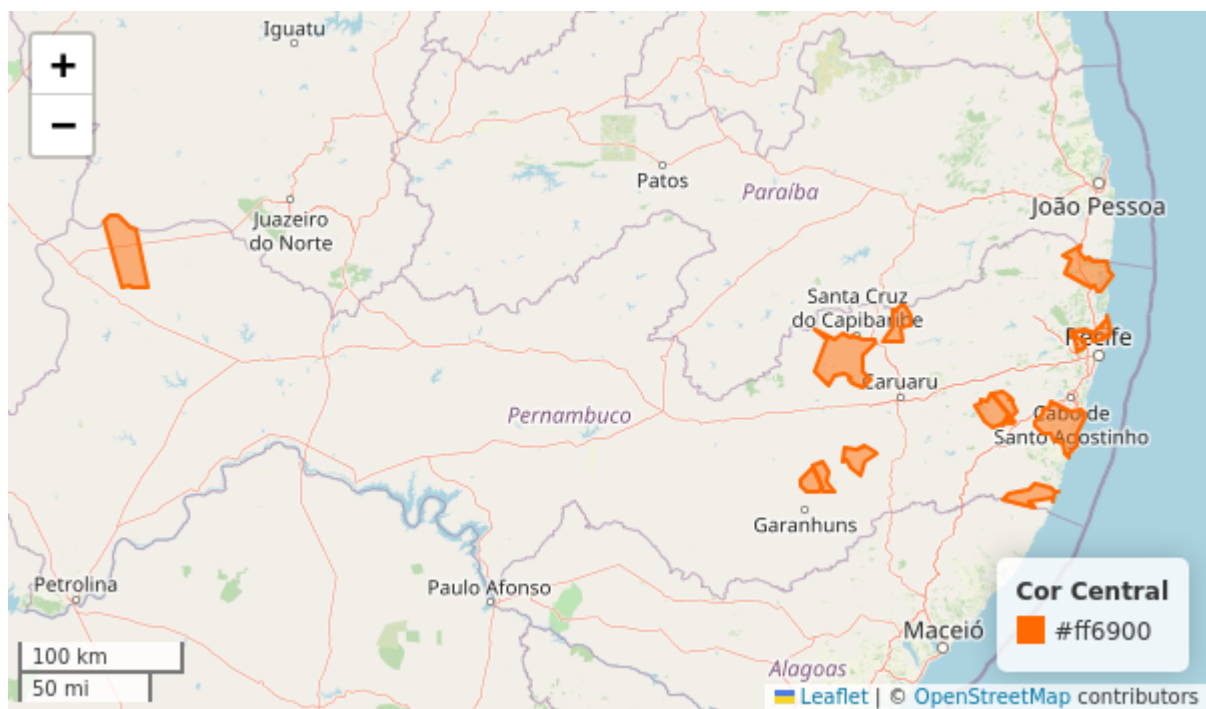 Iguatu
+
−
Patos
Paraíba
João Pessoa
Juazeiro
do Norte
Santa Cruz
do Capibaribe
Recife
Caruaru
Pernambuco
Cabo de
Santo Agostinho
Garanhuns
Petrolina
Paulo Afonso
Maceió
Alagoas
Cor Central
#ff6900
100 km
50 mi
Leaflet | © OpenStreetMap contributors